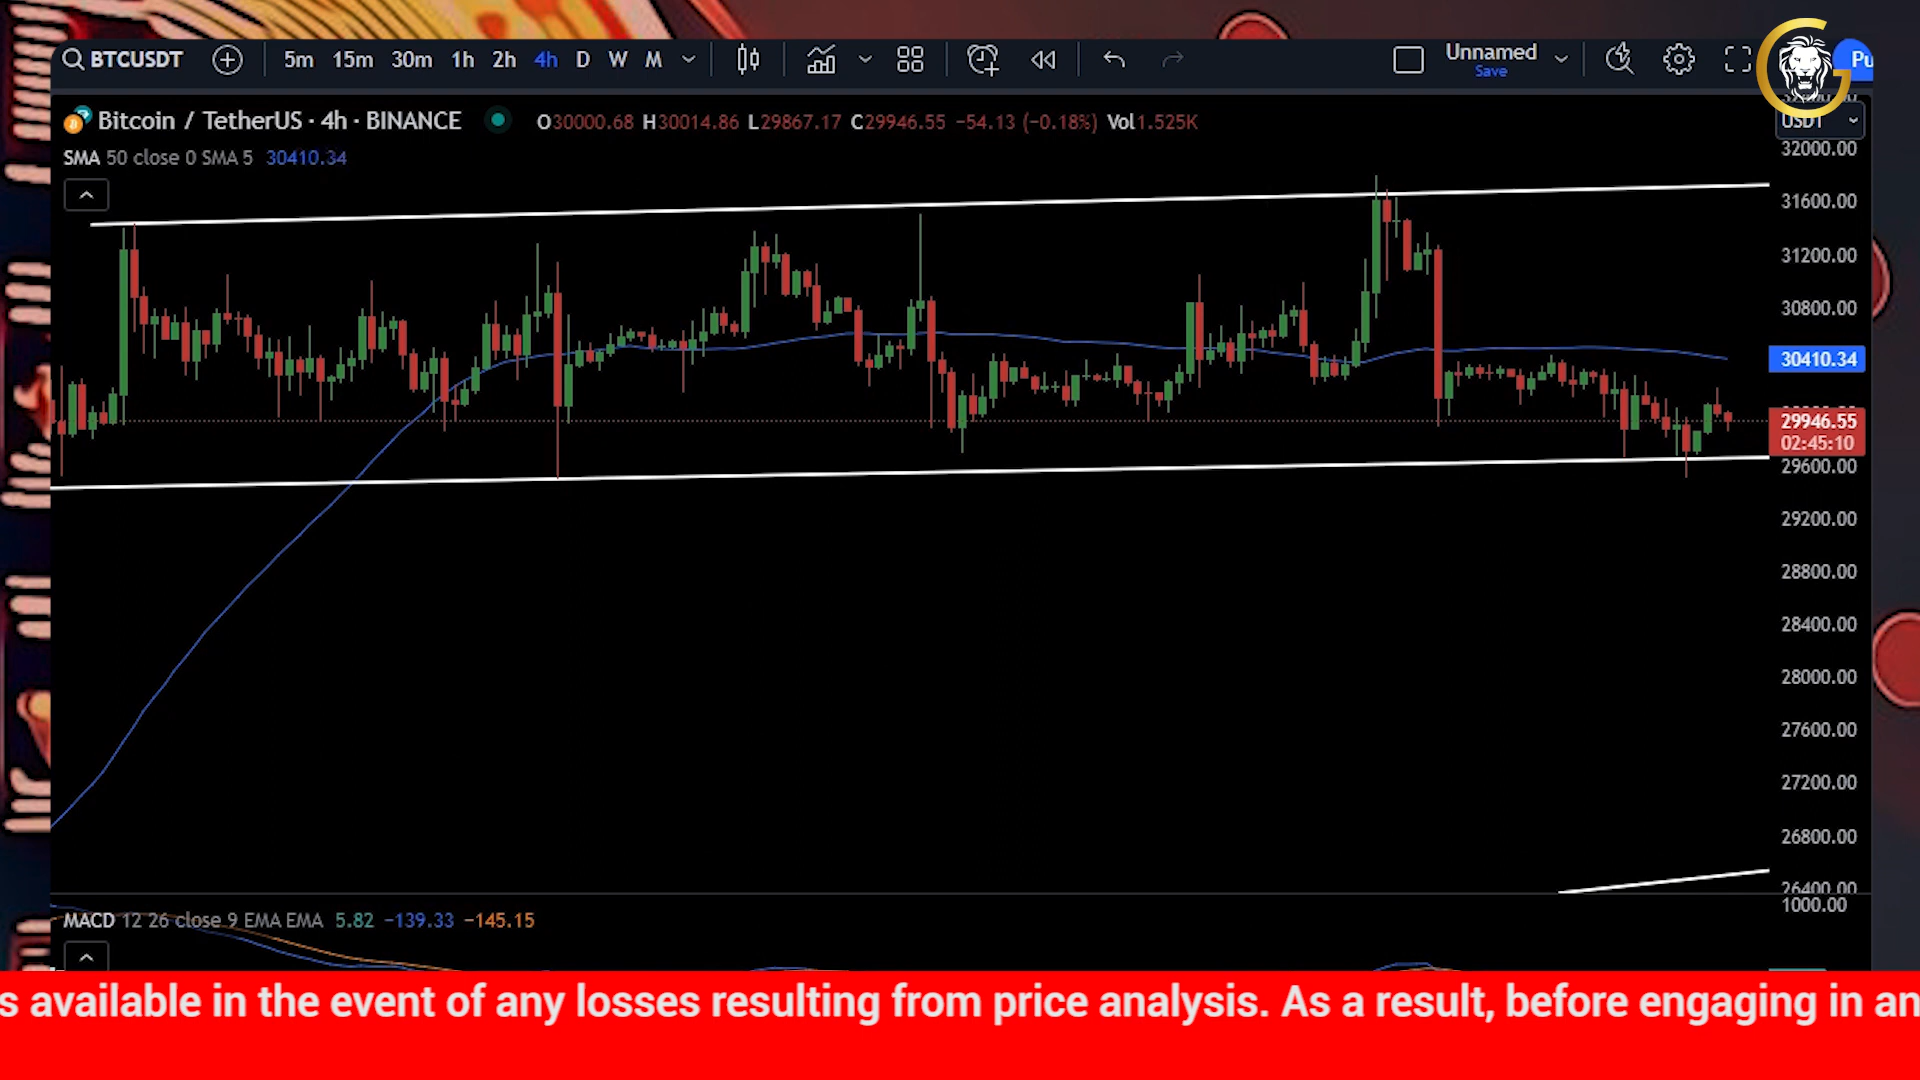 BTCUSDT 5m 15m 30m 1h 2h 4h D W M Unnamed
Save
Bitcoin / TetherUS · 4h · BINANCE O30000.68 H30014.86 L29867.17 C29946.55 −54.13 (−0.18%) Vol1.525K
SMA 50 close 0 SMA 5 30410.34
USDT
32000.00
31600.00
31200.00
30800.00
30410.34
29946.55
02:45:10
29600.00
29200.00
28800.00
28400.00
28000.00
27600.00
27200.00
26800.00
26400.00
1000.00
MACD 12 26 close 9 EMA EMA 5.82 −139.33 −145.15
s available in the event of any losses resulting from price analysis. As a result, before engaging in an